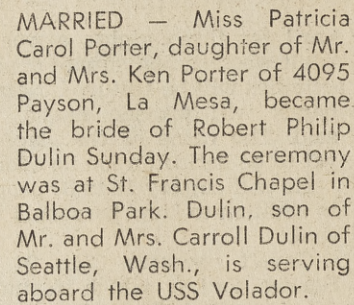 MARRIED — Miss Patricia
Carol Porter, daughter of Mr.
and Mrs. Ken Porter of 4095
Payson, La Mesa, became
the bride of Robert Philip
Dulin Sunday. The ceremony
was at St. Francis Chapel in
Balboa Park. Dulin, son of
Mr. and Mrs. Carroll Dulin of
Seattle, Wash., is serving
aboard the USS Volador.